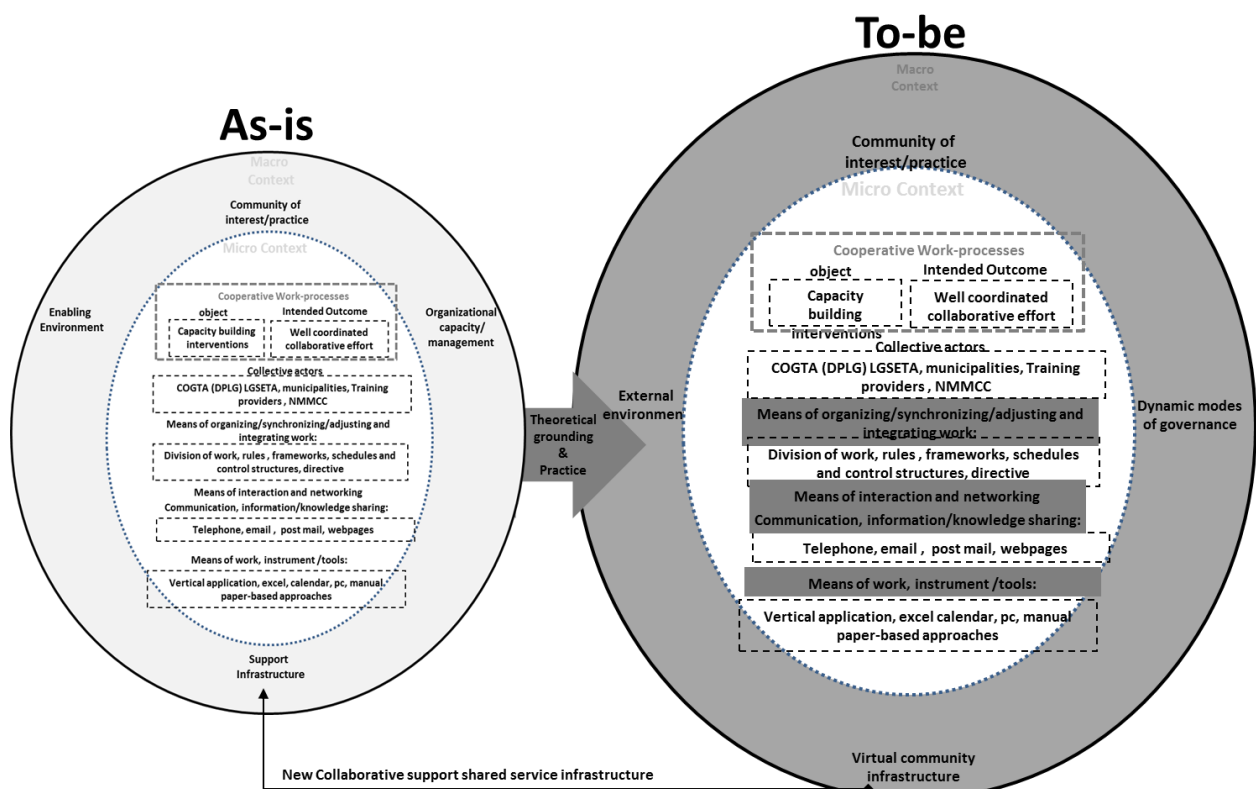 As-is
Macro
Context
Community of
interest/practice
Micro Context
Enabling
Environment
Organizational
capacity/
management
Cooperative Work-processes
object
Intended Outcome
Capacity building
interventions
Well coordinated
collaborative effort
Collective actors
COGTA (DPLG) LGSETA, municipalities, Training
providers , NMMCC
Means of organizing/synchronizing/adjusting and
integrating work:
Division of work, rules , frameworks, schedules and
control structures, directive
Means of interaction and networking
Communication, information/knowledge sharing:
Telephone, email , post mail, webpages
Means of work, instrument /tools:
Vertical application, excel, calendar, pc, manual
paper-based approaches
Support
Infrastructure
Theoretical
grounding
&
Practice
To-be
Macro
Context
Community of
interest/practice
Micro Context
External
environmen
Dynamic modes
of governance
Cooperative Work-processes
object
Intended Outcome
Capacity
building
interventions
Well coordinated
collaborative effort
Collective actors
COGTA (DPLG) LGSETA, municipalities, Training
providers , NMMCC
Means of organizing/synchronizing/adjusting and
integrating work:
Division of work, rules , frameworks, schedules
and control structures, directive
Means of interaction and networking
Communication, information/knowledge sharing:
Telephone, email , post mail, webpages
Means of work, instrument /tools:
Vertical application, excel calendar, pc, manual
paper-based approaches
Virtual community
infrastructure
New Collaborative support shared service infrastructure